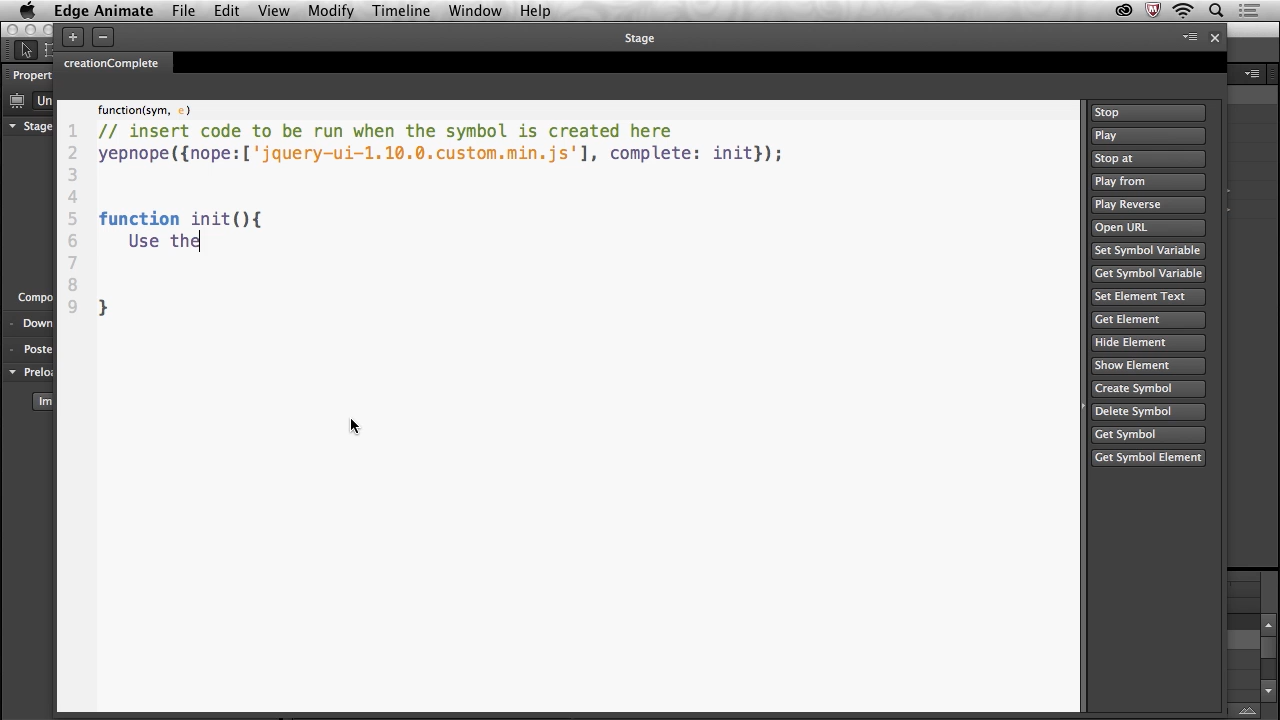 Edge Animate File Edit View Modify Timeline Window Help
Stage
creationComplete
Propert
Un
Stage
Compo
Down
Poste
Preloa
Im
function(sym, e)
1 // insert code to be run when the symbol is created here
2 yepnope({nope:['jquery-ui-1.10.0.custom.min.js'], complete: init});
3
4
5 function init(){
6 Use the
7
8
9 }
Stop
Play
Stop at
Play from
Play Reverse
Open URL
Set Symbol Variable
Get Symbol Variable
Set Element Text
Get Element
Hide Element
Show Element
Create Symbol
Delete Symbol
Get Symbol
Get Symbol Element